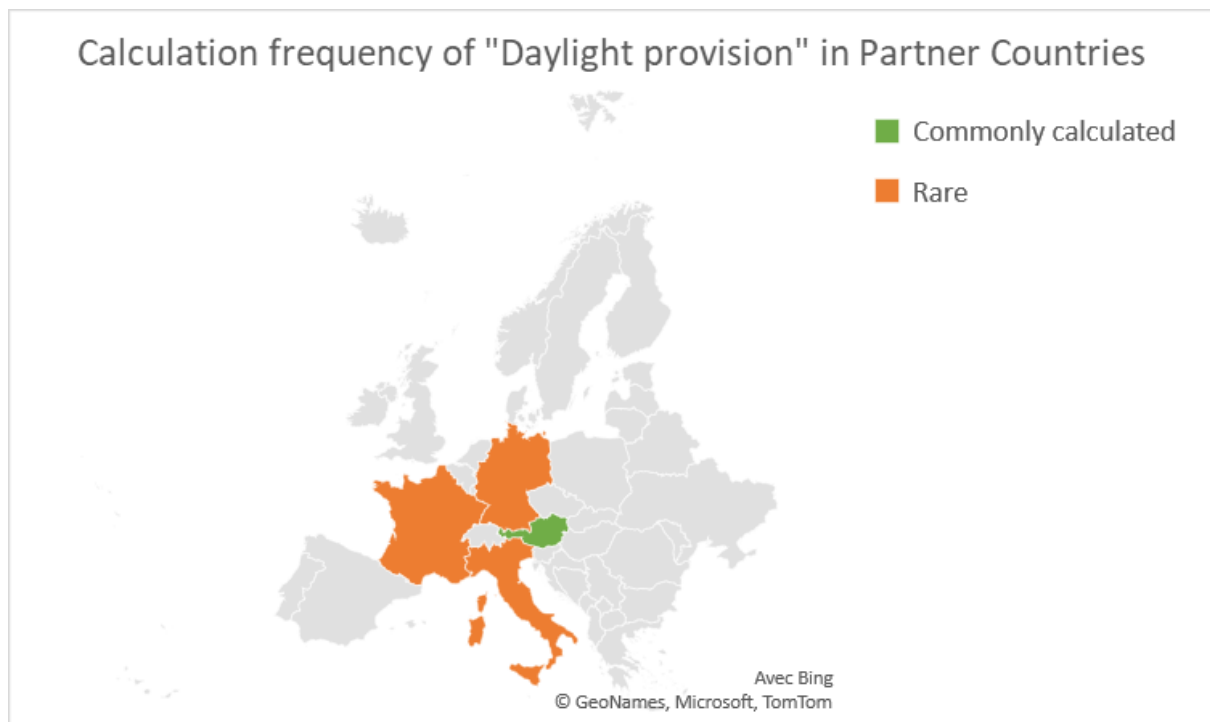 Calculation frequency of "Daylight provision" in Partner Countries
Commonly calculated
Rare
Avec Bing
© GeoNames, Microsoft, TomTom